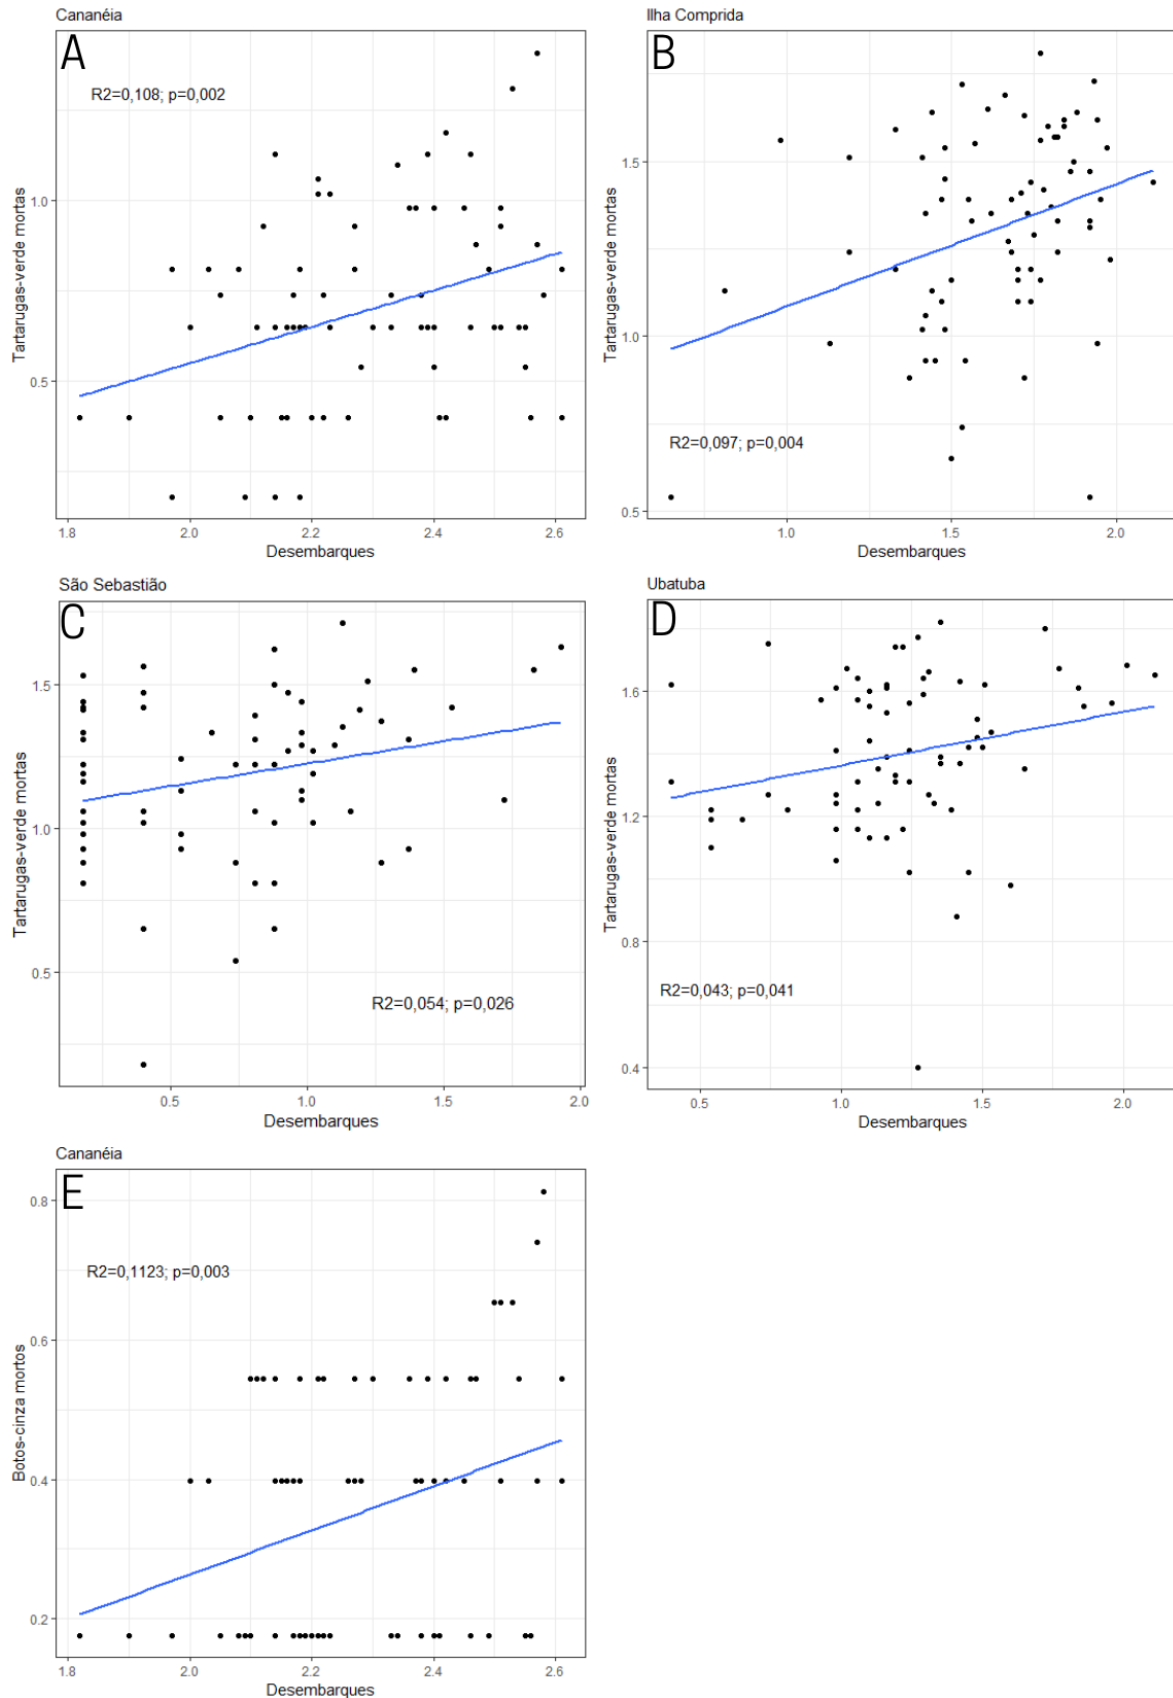 Cananéia
A
R2=0,108; p=0,002
Tartarugas-verde mortas
1.0
0.5
1.8 2.0 2.2 2.4 2.6
Desembarques
Ilha Comprida
B
R2=0,097; p=0,004
Tartarugas-verde mortas
1.5
1.0
0.5
1.0 1.5 2.0
Desembarques
São Sebastião
C
R2=0,054; p=0,026
Tartarugas-verde mortas
1.5
1.0
0.5
0.5 1.0 1.5 2.0
Desembarques
Ubatuba
D
R2=0,043; p=0,041
Tartarugas-verde mortas
1.6
1.2
0.8
0.4
0.5 1.0 1.5 2.0
Desembarques
Cananéia
E
R2=0,1123; p=0,003
Botos-cinza mortos
0.8
0.6
0.4
0.2
1.8 2.0 2.2 2.4 2.6
Desembarques